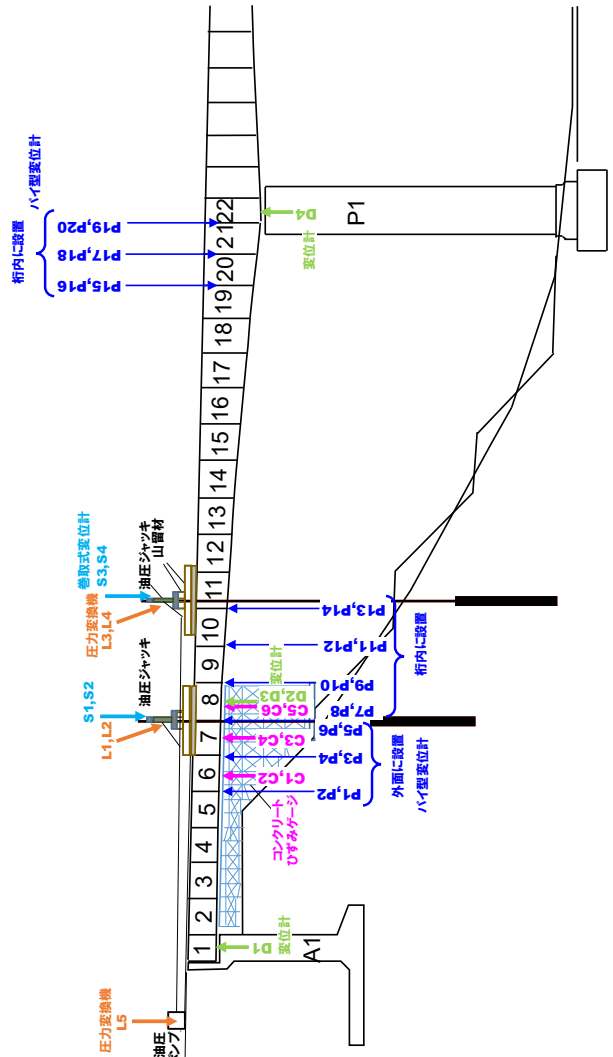 圧力変換機
L5
油圧
ポンプ
S1,S2
L1,L2
油圧ジャッキ
巻取式変位計
S3,S4
圧力変換機
L3,L4
油圧ジャッキ
山留材
桁内に設置
パイ型変位計
P15,P16
P17,P18
P19,P20
1
2
3
4
5
6
7
8
9
10
11
12
13
14
15
16
17
18
19
20
21
22
D1
変位計
A1
コンクリート
ひずみゲージ
C1,C2
C3,C4
C5,C6
D2,D3
変位計
P1,P2
P3,P4
P5,P6
P7,P8
P9,P10
P11,P12
P13,P14
外面に設置
パイ型変位計
桁内に設置
D4
変位計
P1